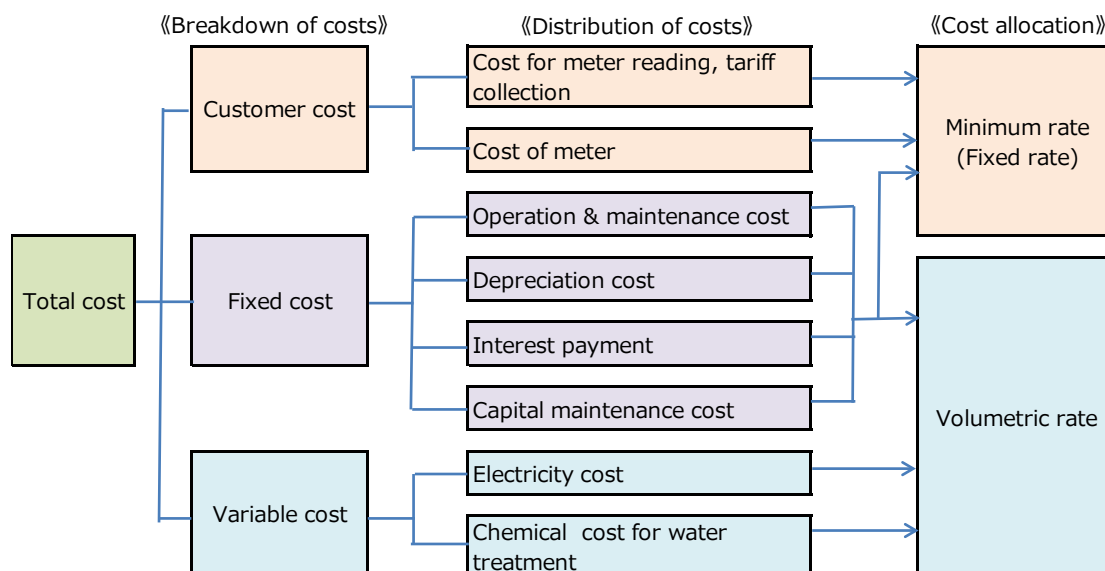 《Breakdown of costs》
《Distribution of costs》
《Cost allocation》
Total cost
Customer cost
Fixed cost
Variable cost
Cost for meter reading, tariff
collection
Cost of meter
Operation & maintenance cost
Depreciation cost
Interest payment
Capital maintenance cost
Electricity cost
Chemical  cost for water
treatment
Minimum rate
(Fixed rate)
Volumetric rate